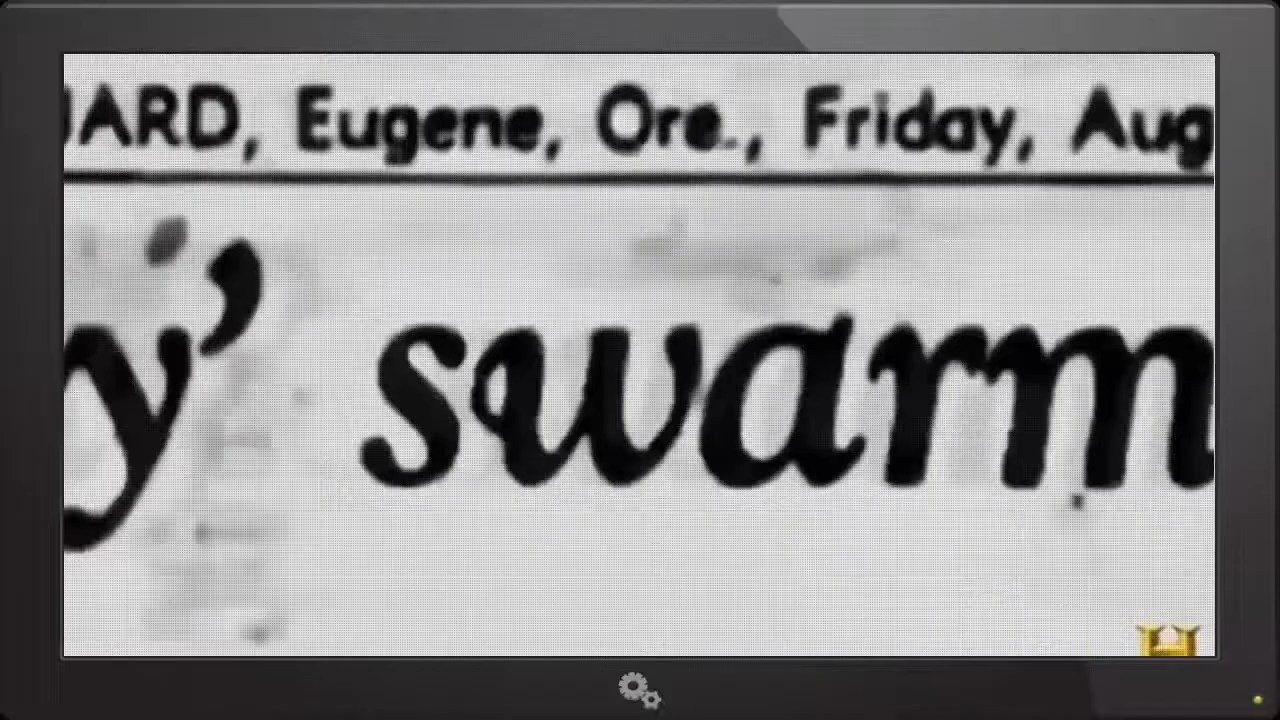 ARD, Eugene, Ore., Friday, Aug
y’ swarm
H